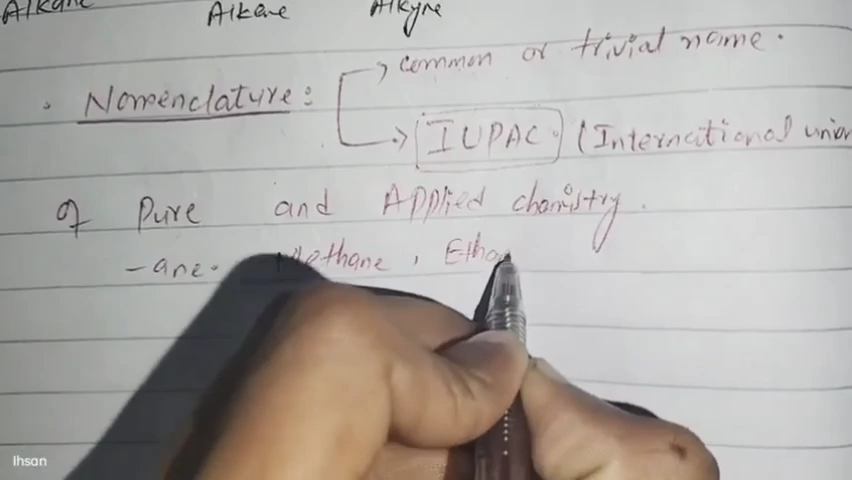 Alkane Alkene Alkyne
• Nomenclature: → common or trivial name.
→ IUPAC. (International union
of Pure and Applied chemistry.
- ane. Methane, Etha
Ihsan